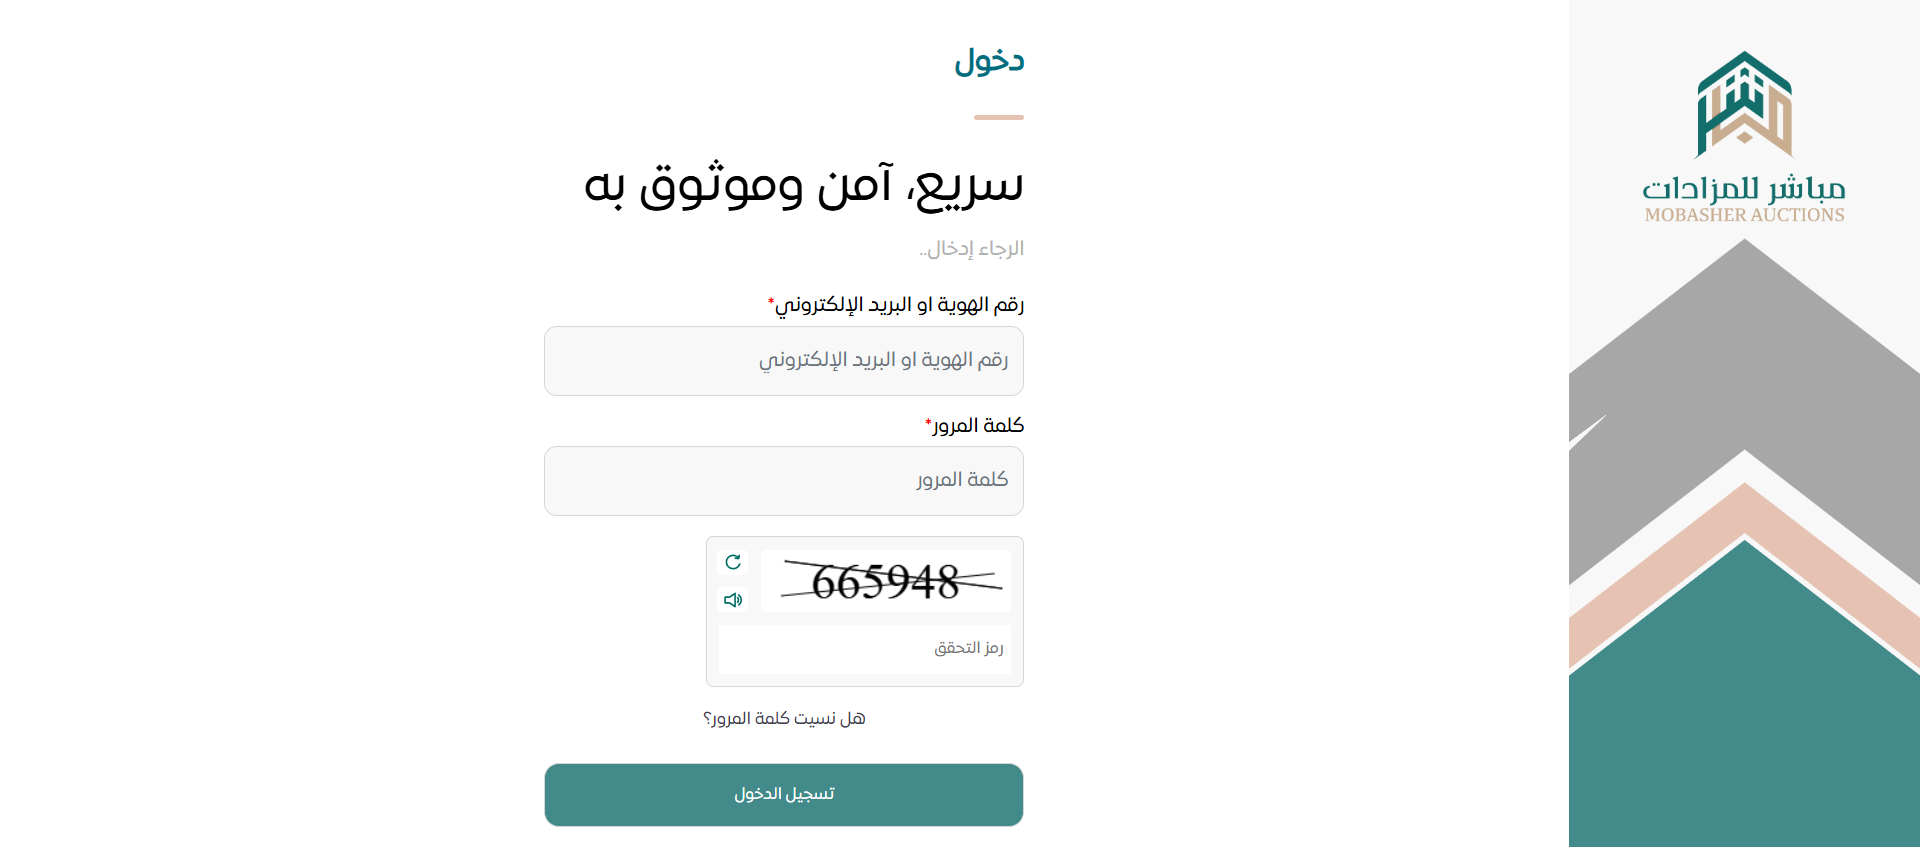 مباشر للمزادات
MOBASHER AUCTIONS
دخول
سريع، آمن وموثوق به
الرجاء إدخال..
رقم الهوية او البريد الإلكتروني*
رقم الهوية او البريد الإلكتروني
كلمة المرور*
كلمة المرور
665948
رمز التحقق
هل نسيت كلمة المرور؟
تسجيل الدخول